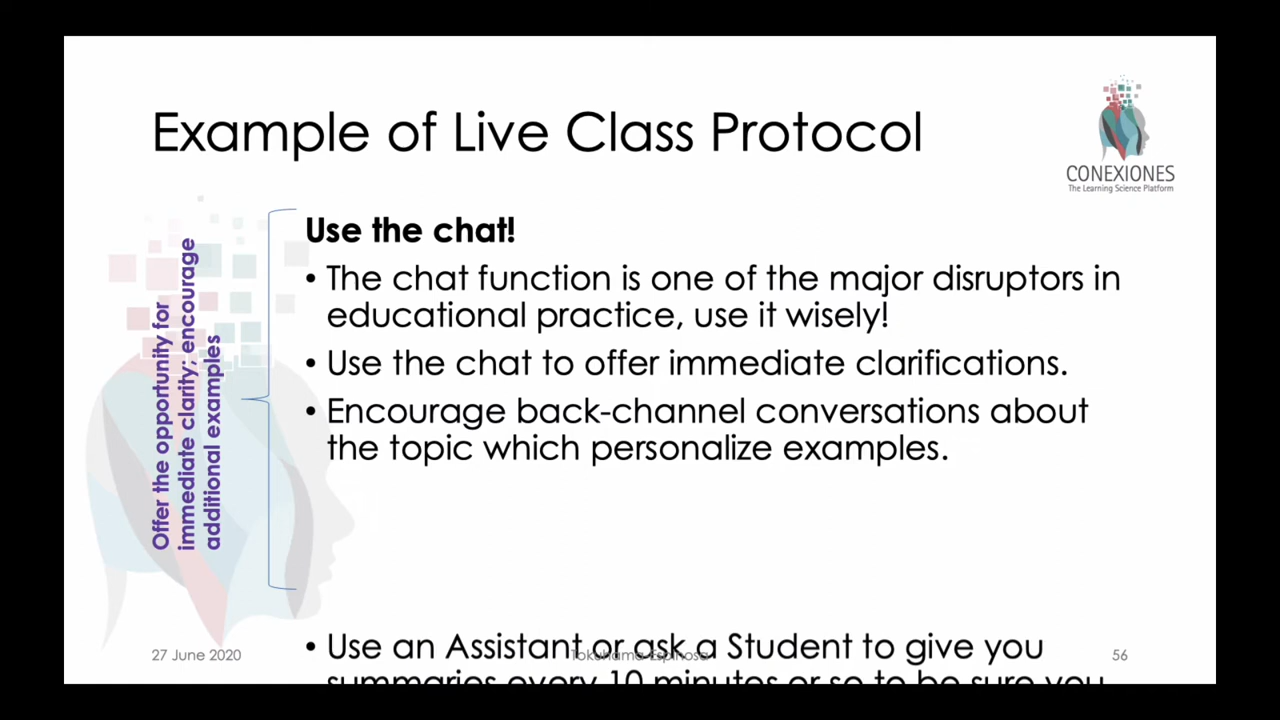 Example of Live Class Protocol
CONEXIONES
The Learning Science Platform
Offer the opportunity for
immediate clarity; encourage
additional examples
Use the chat!
• The chat function is one of the major disruptors in
educational practice, use it wisely!
• Use the chat to offer immediate clarifications.
• Encourage back-channel conversations about
the topic which personalize examples.
• Use an Assistant or ask a Student to give you
summaries every 10 minutes or so to be sure you
27 June 2020
Tokuhama-Espinosa
56